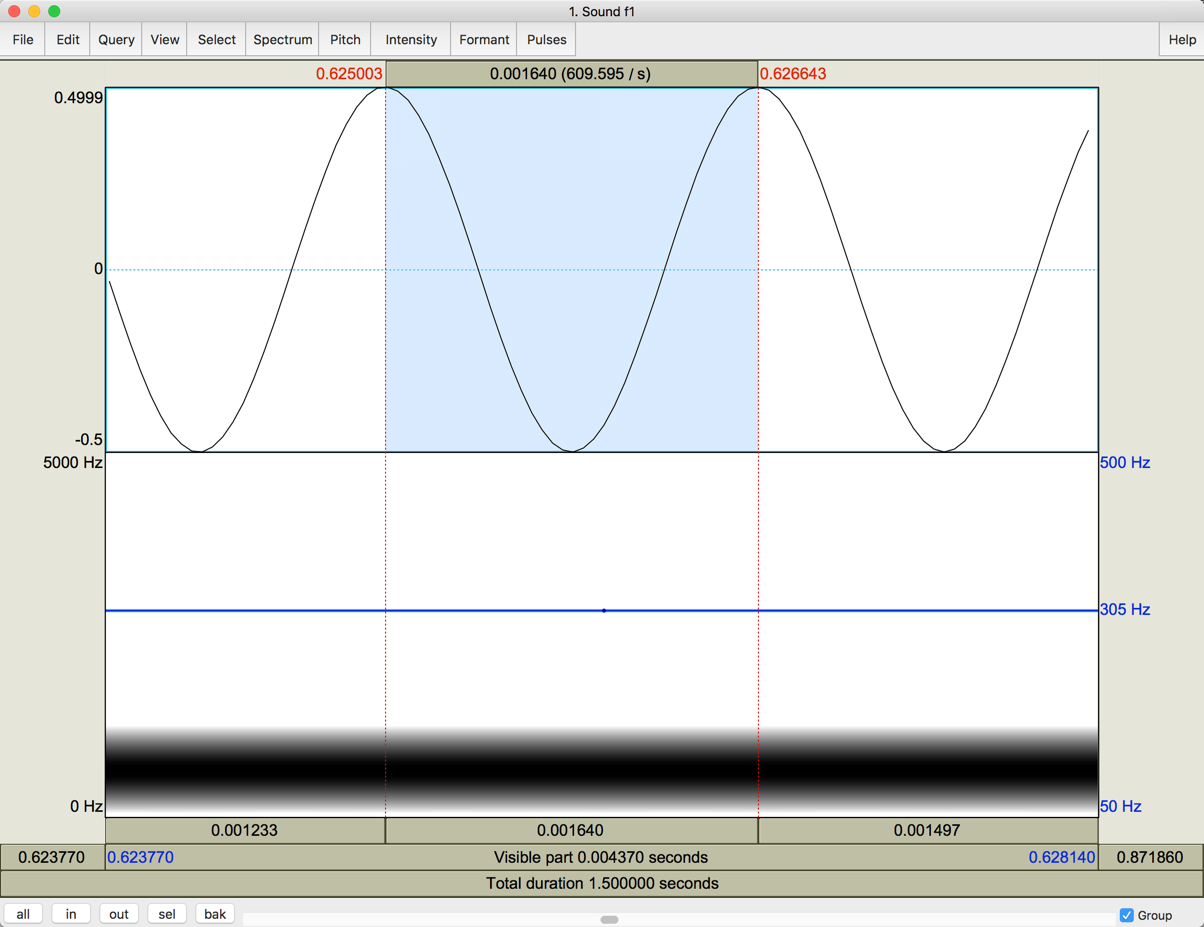 1. Sound f1
File Edit Query View Select Spectrum Pitch Intensity Formant Pulses Help
0.625003 0.001640 (609.595 / s) 0.626643
0.4999
0
-0.5
5000 Hz 500 Hz
305 Hz
0 Hz 50 Hz
0.001233 0.001640 0.001497
0.623770 0.623770 Visible part 0.004370 seconds 0.628140 0.871860
Total duration 1.500000 seconds
all in out sel bak Group